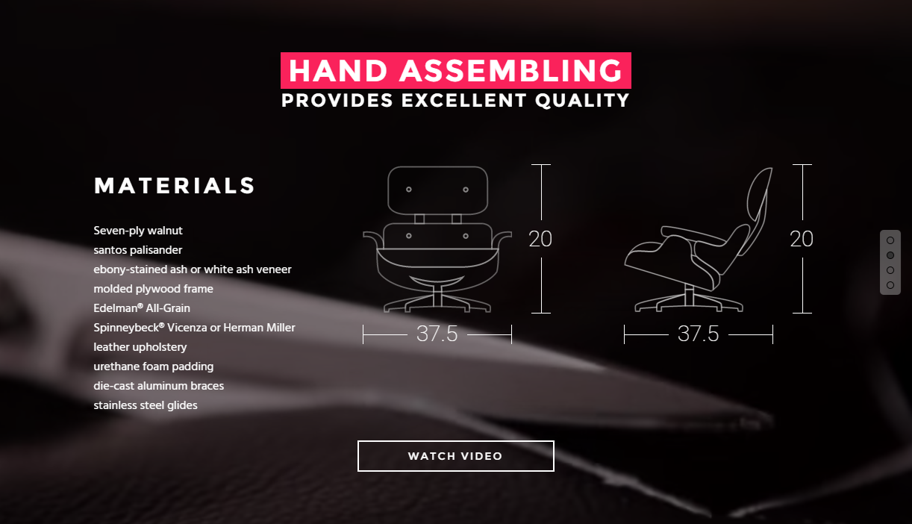 HAND ASSEMBLING
PROVIDES EXCELLENT QUALITY
MATERIALS
Seven-ply walnut
santos palisander
ebony-stained ash or white ash veneer
molded plywood frame
Edelman® All-Grain
Spinneybeck® Vicenza or Herman Miller
leather upholstery
urethane foam padding
die-cast aluminum braces
stainless steel glides
20
37.5
20
37.5
WATCH VIDEO